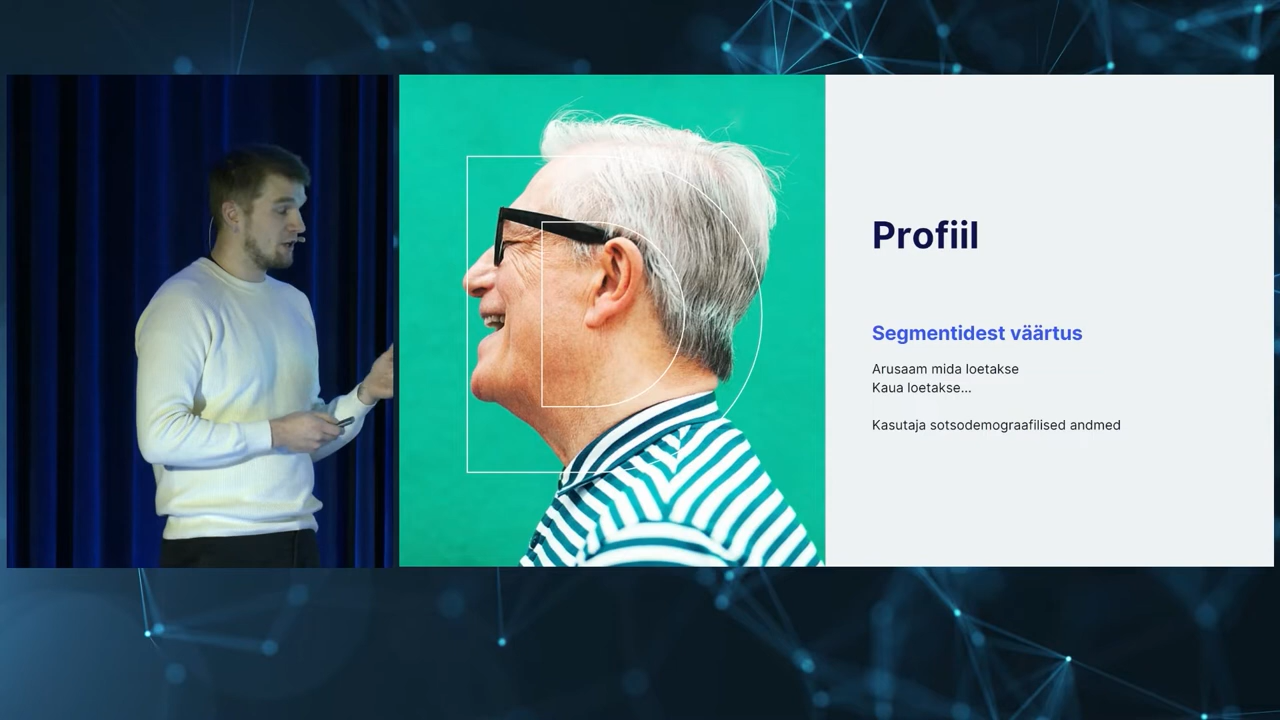 Profiil
Segmentidest väärtus
Arusaam mida loetakse
Kaua loetakse...
Kasutaja sotsodemograafilised andmed